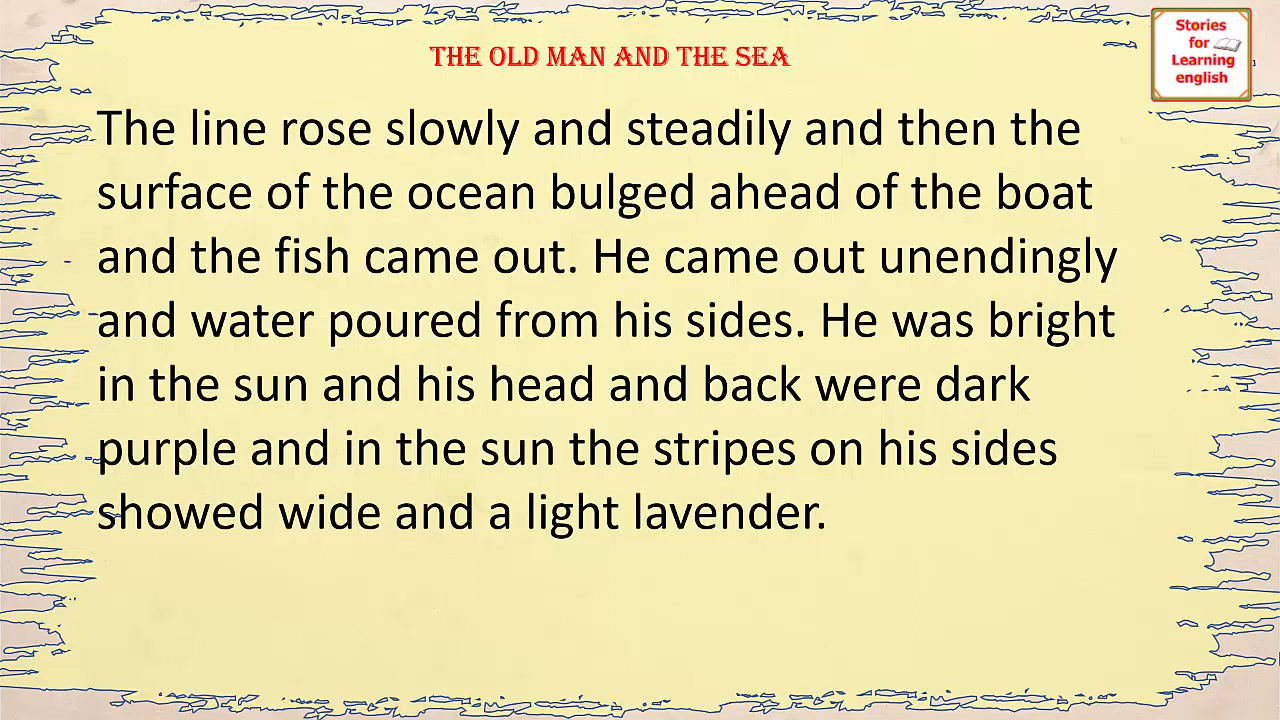 THE OLD MAN AND THE SEA
Stories
for
Learning
english
The line rose slowly and steadily and then the
surface of the ocean bulged ahead of the boat
and the fish came out. He came out unendingly
and water poured from his sides. He was bright
in the sun and his head and back were dark
purple and in the sun the stripes on his sides
showed wide and a light lavender.